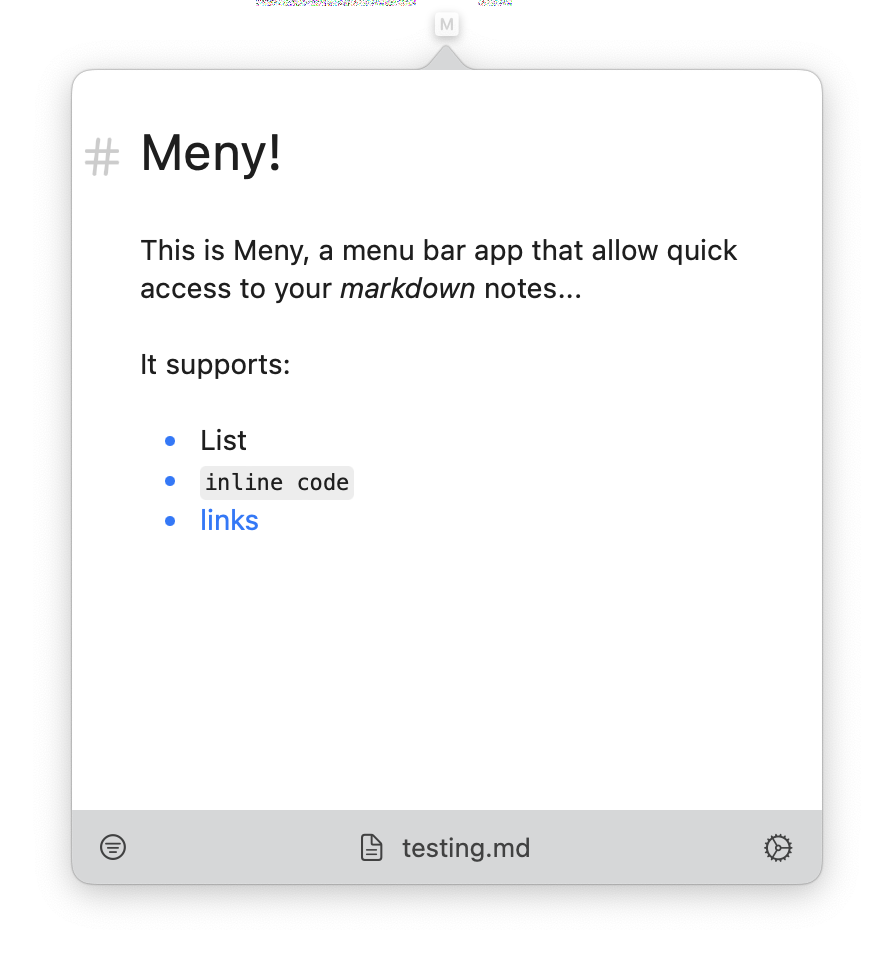 M
# Meny!
This is Meny, a menu bar app that allow quick
access to your markdown notes...
It supports:
• List
• inline code
• links
testing.md